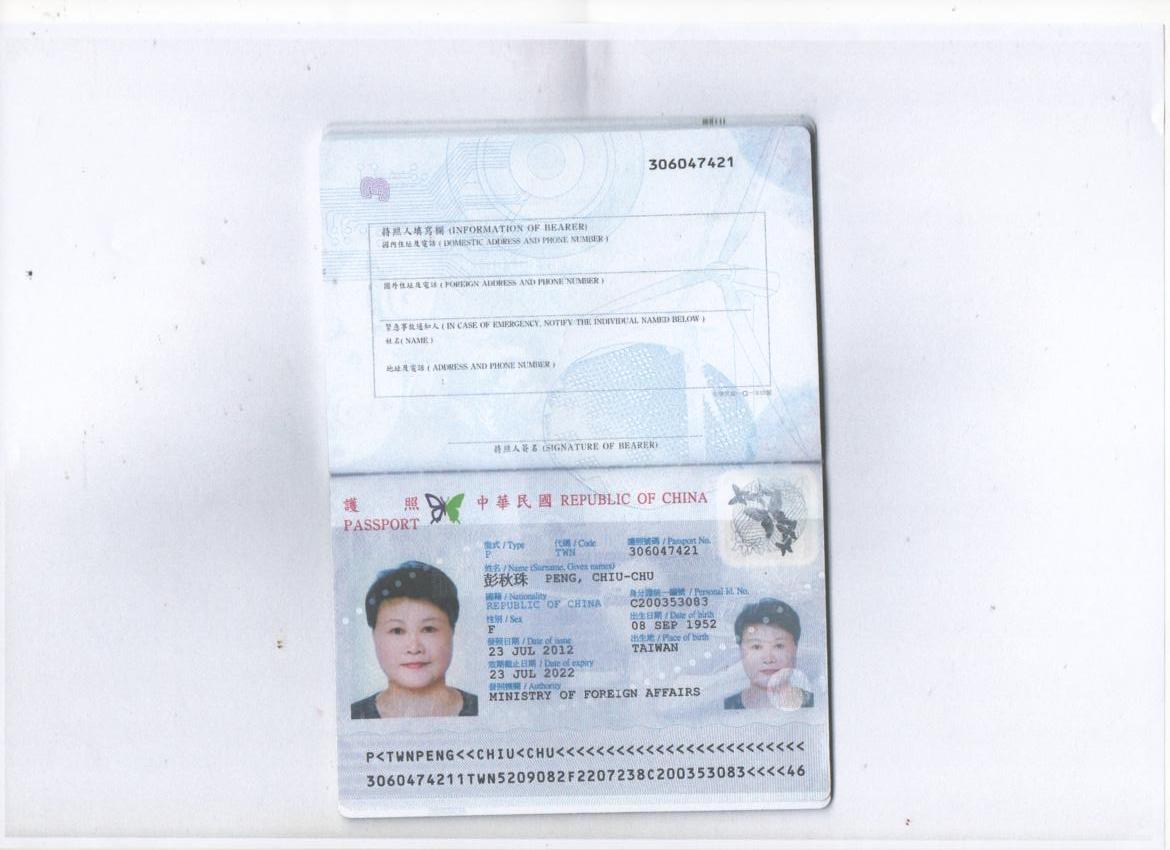 306047421
持照人填寫欄 (INFORMATION OF BEARER)
國內住址及電話 ( DOMESTIC ADDRESS AND PHONE NUMBER )
國外住址及電話 ( FOREIGN ADDRESS AND PHONE NUMBER )
緊急事故通知人 ( IN CASE OF EMERGENCY, NOTIFY THE INDIVIDUAL NAMED BELOW )
姓名( NAME )
地址及電話 ( ADDRESS AND PHONE NUMBER )
持照人簽名 (SIGNATURE OF BEARER)
護 照 中華民國 REPUBLIC OF CHINA
PASSPORT
型式 / Type 代碼 / Code 護照號碼 / Passport No.
P TWN 306047421
姓名 / Name (Surname, Given names)
彭秋珠 PENG, CHIU-CHU
國籍 / Nationality 身分證統一編號 / Personal Id. No.
REPUBLIC OF CHINA C200353083
性別 / Sex 出生日期 / Date of birth
F 08 SEP 1952
發照日期 / Date of issue 出生地 / Place of birth
23 JUL 2012 TAIWAN
效期截止日期 / Date of expiry
23 JUL 2022
發照機關 / Authority
MINISTRY OF FOREIGN AFFAIRS
P<TWNPENG<<CHIU<CHU<<<<<<<<<<<<<<<<<<<<<<<<<
3060474211TWN5209082F2207238C200353083<<<<46